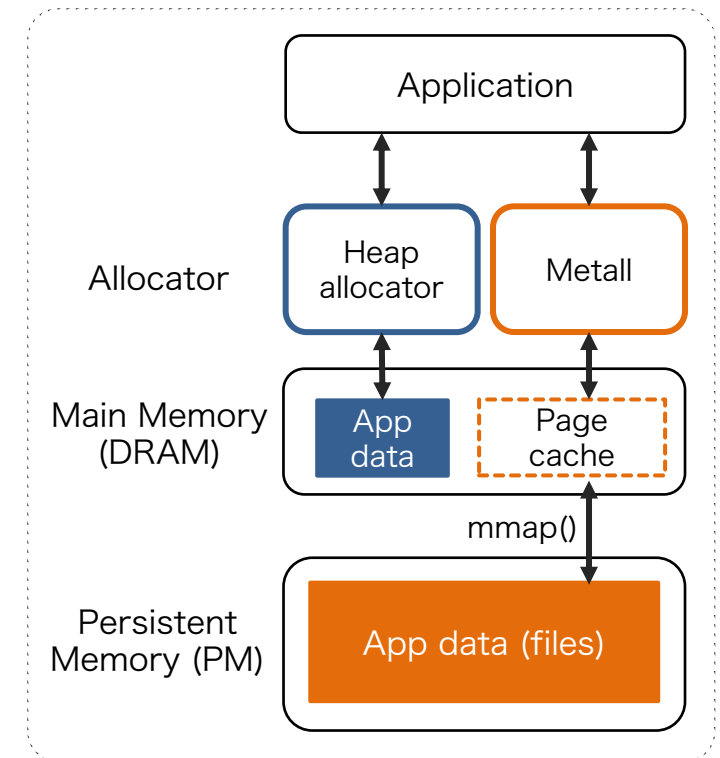 Application
Allocator
Heap
allocator
Metall
Main Memory
(DRAM)
App
data
Page
cache
mmap()
Persistent
Memory (PM)
App data (files)